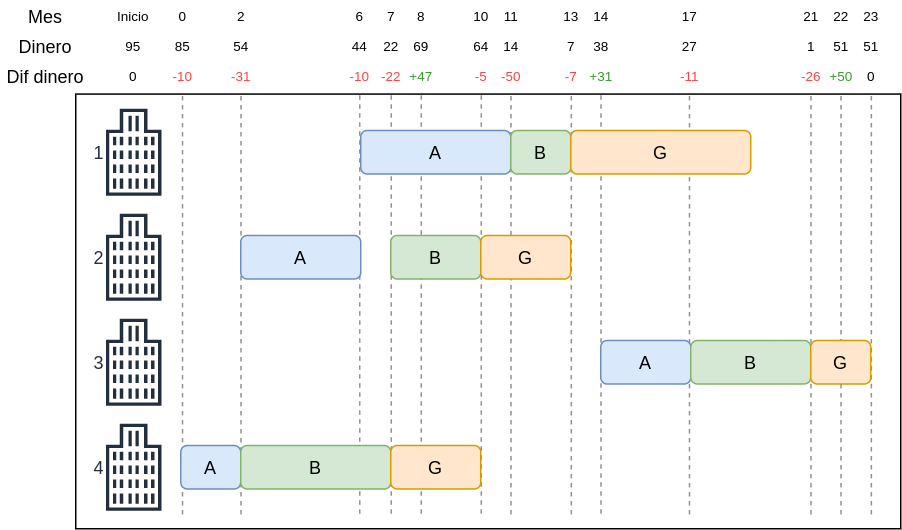 Mes Inicio 0 2 6 7 8 10 11 13 14 17 21 22 23
Dinero 95 85 54 44 22 69 64 14 7 38 27 1 51 51
Dif dinero 0 -10 -31 -10 -22 +47 -5 -50 -7 +31 -11 -26 +50 0
1 A B G
2 A B G
3 A B G
4 A B G